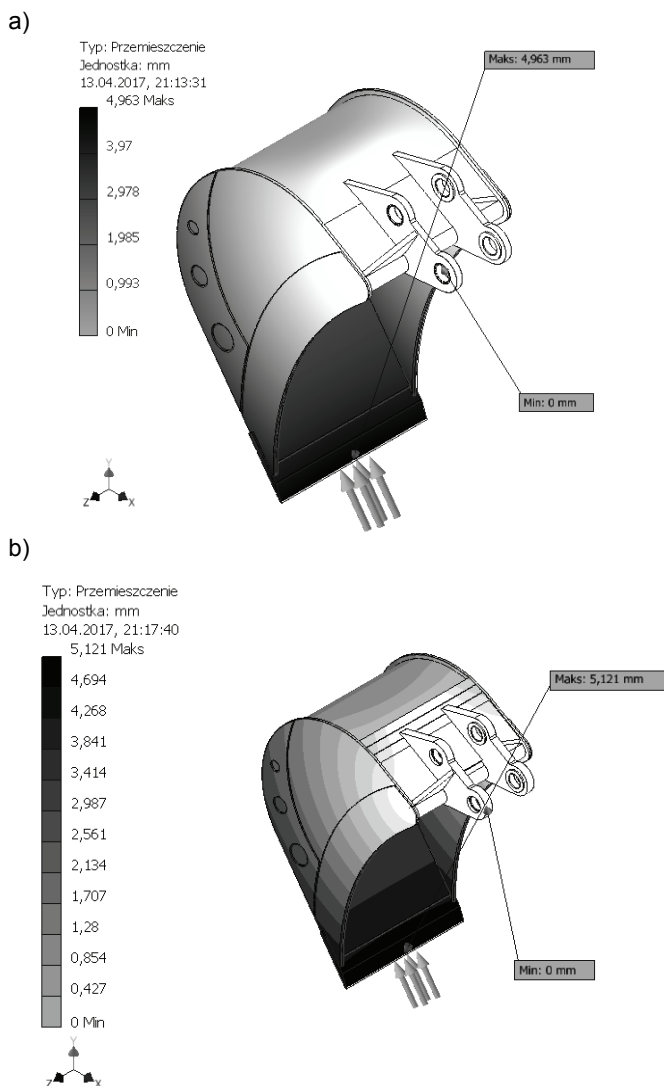 a)
Typ: Przemieszczenie
Jednostka: mm
13.04.2017, 21:13:31
4,963 Maks
3,97
2,978
1,985
0,993
0 Min
Maks: 4,963 mm
Min: 0 mm
Y
Z
X
b)
Typ: Przemieszczenie
Jednostka: mm
13.04.2017, 21:17:40
5,121 Maks
4,694
4,268
3,841
3,414
2,987
2,561
2,134
1,707
1,28
0,854
0,427
0 Min
Maks: 5,121 mm
Min: 0 mm
Y
Z
X